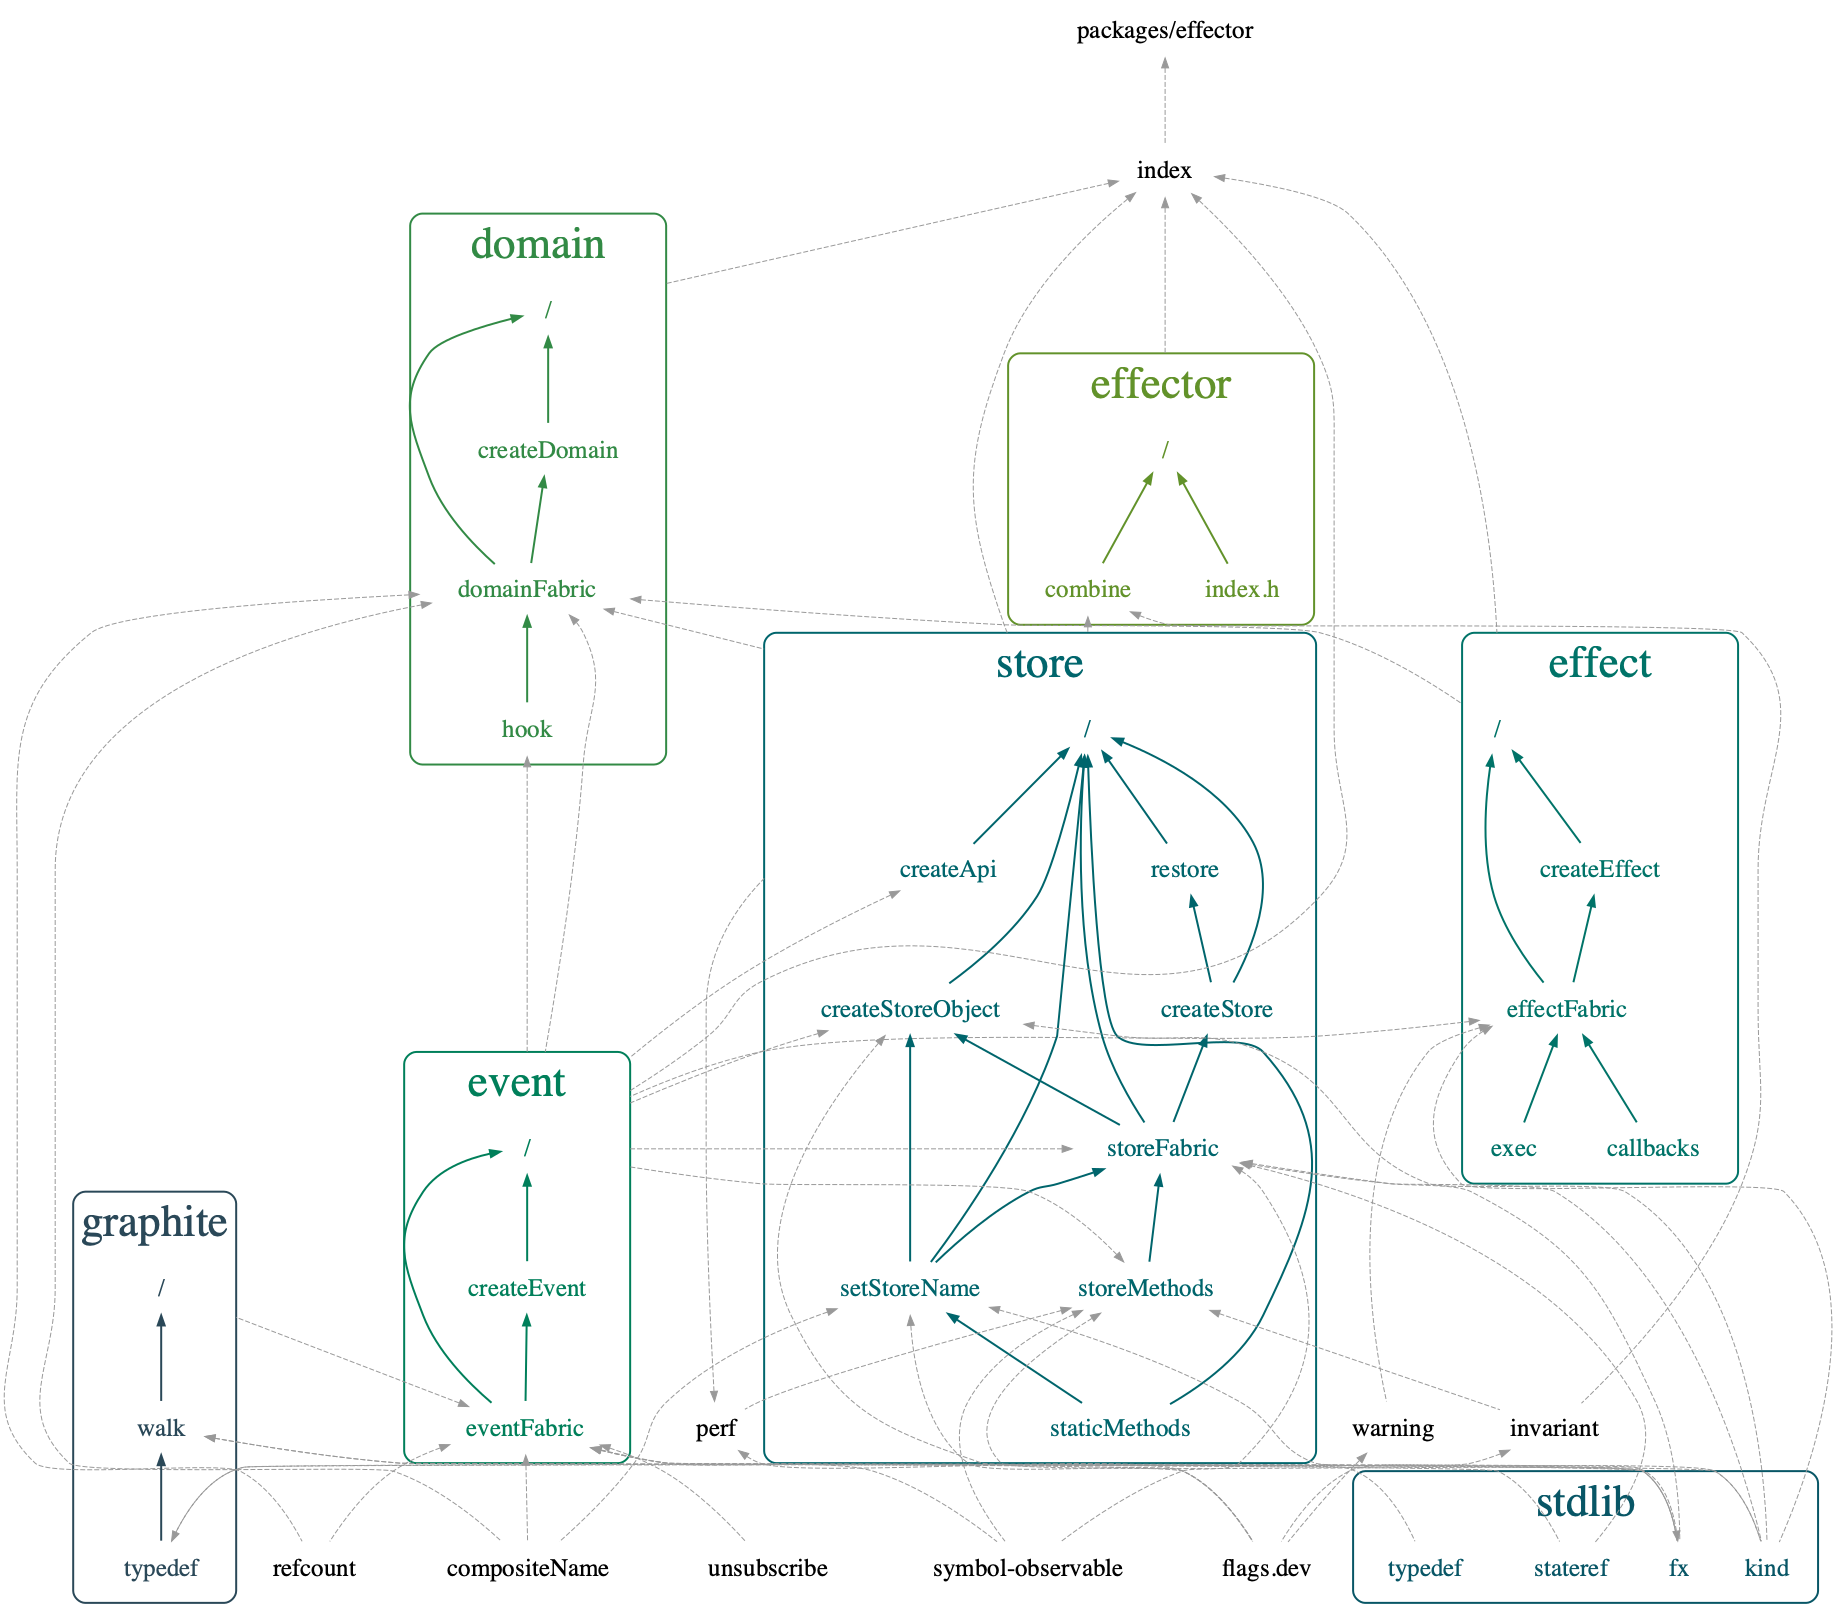 packages/effector
index
domain
/
effector
createDomain
/
domainFabric
combine
index.h
store
effect
hook
/
/
createApi
restore
createEffect
createStoreObject
createStore
effectFabric
event
/
storeFabric
exec
callbacks
graphite
/
createEvent
setStoreName
storeMethods
walk
eventFabric
perf
staticMethods
warning
invariant
stdlib
typedef
refcount
compositeName
unsubscribe
symbol-observable
flags.dev
typedef
stateref
fx
kind